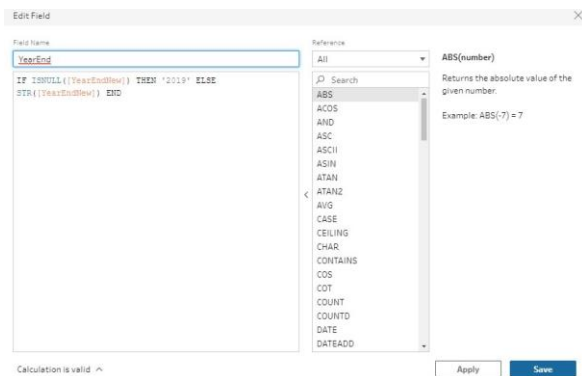 Edit Field
Field Name
YearEnd
IF ISNULL([YearEndNew]) THEN '2019' ELSE
STR([YearEndNew]) END
Reference
All
Search
ABS
ACOS
AND
ASC
ASCII
ASIN
ATAN
ATAN2
AVG
CASE
CEILING
CHAR
CONTAINS
COS
COT
COUNT
COUNTD
DATE
DATEADD
ABS(number)
Returns the absolute value of the
given number.
Example: ABS(-7) = 7
Calculation is valid
Apply
Save